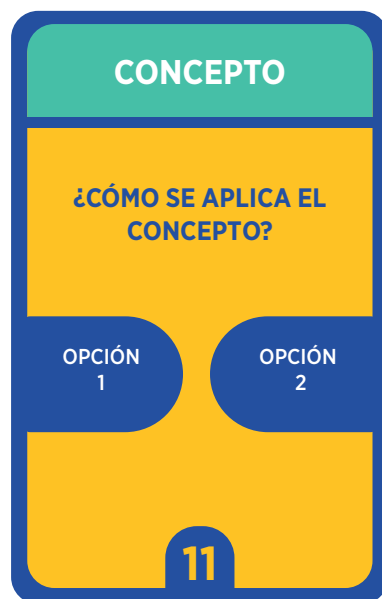 CONCEPTO
¿CÓMO SE APLICA EL
CONCEPTO?
OPCIÓN
1
OPCIÓN
2
11